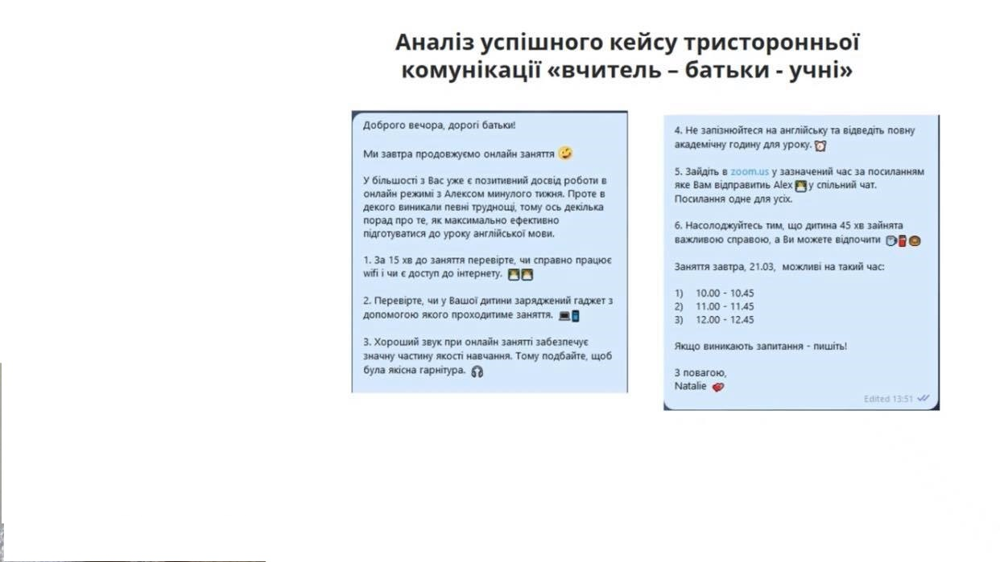 Аналіз успішного кейсу тристоронньої
комунікації «вчитель – батьки - учні»
Доброго вечора, дорогі батьки!
Ми завтра продовжуємо онлайн заняття
У більшості з Вас уже є позитивний досвід роботи в
онлайн режимі з Алексом минулого тижня. Проте в
декого виникали певні труднощі, тому ось декілька
порад про те, як максимально ефективно
підготуватися до уроку англійської мови.
1. За 15 хв до заняття перевірте, чи справно працює
wifi і чи є доступ до інтернету.
2. Перевірте, чи у Вашої дитини заряджений гаджет з
допомогою якого проходитиме заняття.
3. Хороший звук при онлайн занятті забезпечує
значну частину якості навчання. Тому подбайте, щоб
була якісна гарнітура.
4. Не запізнюйтеся на англійську та відведіть повну
академічну годину для уроку.
5. Зайдіть в zoom.us у зазначений час за посиланням
яке Вам відправитиь Alex у спільний чат.
Посилання одне для усіх.
6. Насолоджуйтесь тим, що дитина 45 хв зайнята
важливою справою, а Ви можете відпочити
Заняття завтра, 21.03, можливі на такий час:
1) 10.00 - 10.45
2) 11.00 - 11.45
3) 12.00 - 12.45
Якщо виникають запитання - пишіть!
З повагою,
Natalie
Edited 13:51